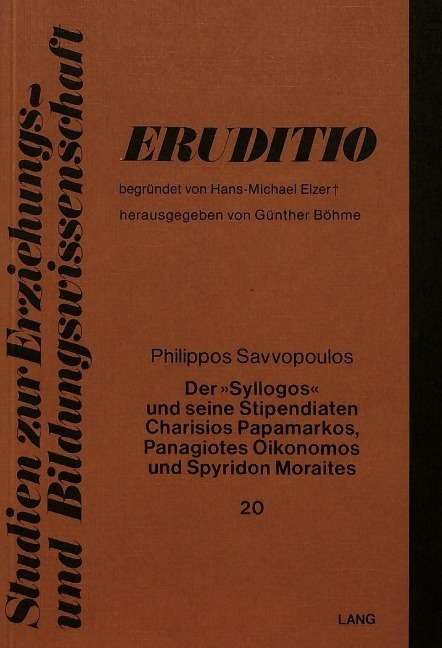 Studien zur Erziehungs-
und Bildungswissenschaft
ERUDITIO
begründet von Hans-Michael Elzer†
herausgegeben von Günther Böhme
Philippos Savvopoulos
Der »Syllogos«
und seine Stipendiaten
Charisios Papamarkos,
Panagiotes Oikonomos
und Spyridon Moraites
20
LANG